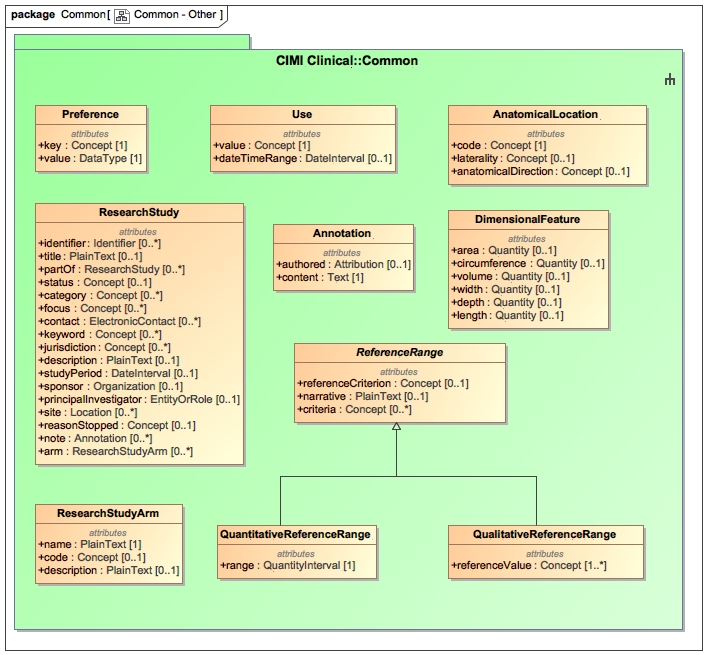 package Common[ Common - Other ]
CIMI Clinical::Common
Preference
attributes
+key : Concept [1]
+value : DataType [1]
Use
attributes
+value : Concept [1]
+dateTimeRange : DateInterval [0..1]
AnatomicalLocation
attributes
+code : Concept [1]
+laterality : Concept [0..1]
+anatomicalDirection : Concept [0..1]
ResearchStudy
attributes
+identifier : Identifier [0..*]
+title : PlainText [0..1]
+partOf : ResearchStudy [0..*]
+status : Concept [0..1]
+category : Concept [0..*]
+focus : Concept [0..*]
+contact : ElectronicContact [0..*]
+keyword : Concept [0..*]
+jurisdiction : Concept [0..*]
+description : PlainText [0..1]
+studyPeriod : DateInterval [0..1]
+sponsor : Organization [0..1]
+principalInvestigator : EntityOrRole [0..1]
+site : Location [0..*]
+reasonStopped : Concept [0..1]
+note : Annotation [0..*]
+arm : ResearchStudyArm [0..*]
Annotation
attributes
+authored : Attribution [0..1]
+content : Text [1]
DimensionalFeature
attributes
+area : Quantity [0..1]
+circumference : Quantity [0..1]
+volume : Quantity [0..1]
+width : Quantity [0..1]
+depth : Quantity [0..1]
+length : Quantity [0..1]
ReferenceRange
attributes
+referenceCriterion : Concept [0..1]
+narrative : PlainText [0..1]
+criteria : Concept [0..*]
ResearchStudyArm
attributes
+name : PlainText [1]
+code : Concept [0..1]
+description : PlainText [0..1]
QuantitativeReferenceRange
attributes
+range : QuantityInterval [1]
QualitativeReferenceRange
attributes
+referenceValue : Concept [1..*]